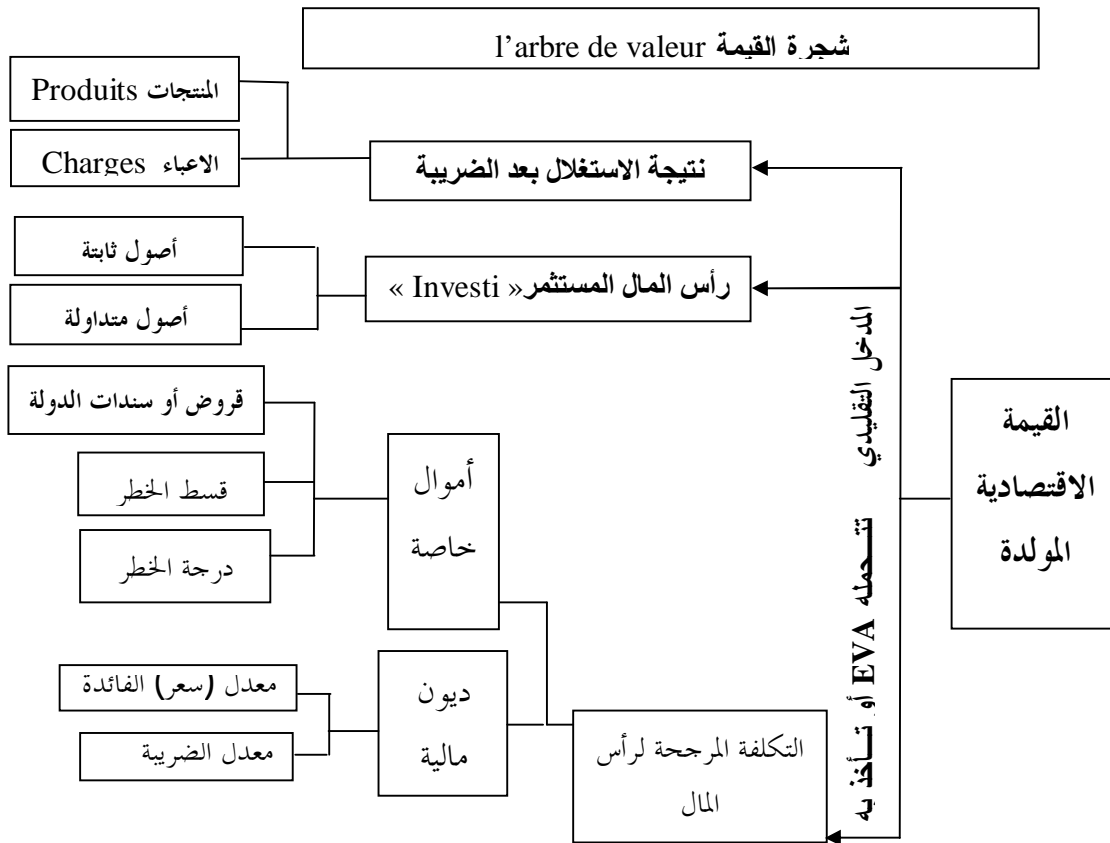 شجرة القيمة l'arbre de valeur
المنتجات Produits
الاعباء Charges
نتيجة الاستغلال بعد الضريبة
أصول ثابتة
أصول متداولة
رأس المال المستثمر« Investi »
المدخل التقليدي
تتـــحمله EVA أو تـــأخذ به
القيمة
الاقتصادية
المولدة
قروض أو سندات الدولة
قسط الخطر
درجة الخطر
أموال
خاصة
معدل (سعر) الفائدة
معدل الضريبة
ديون
مالية
التكلفة المرجحة لرأس
المال